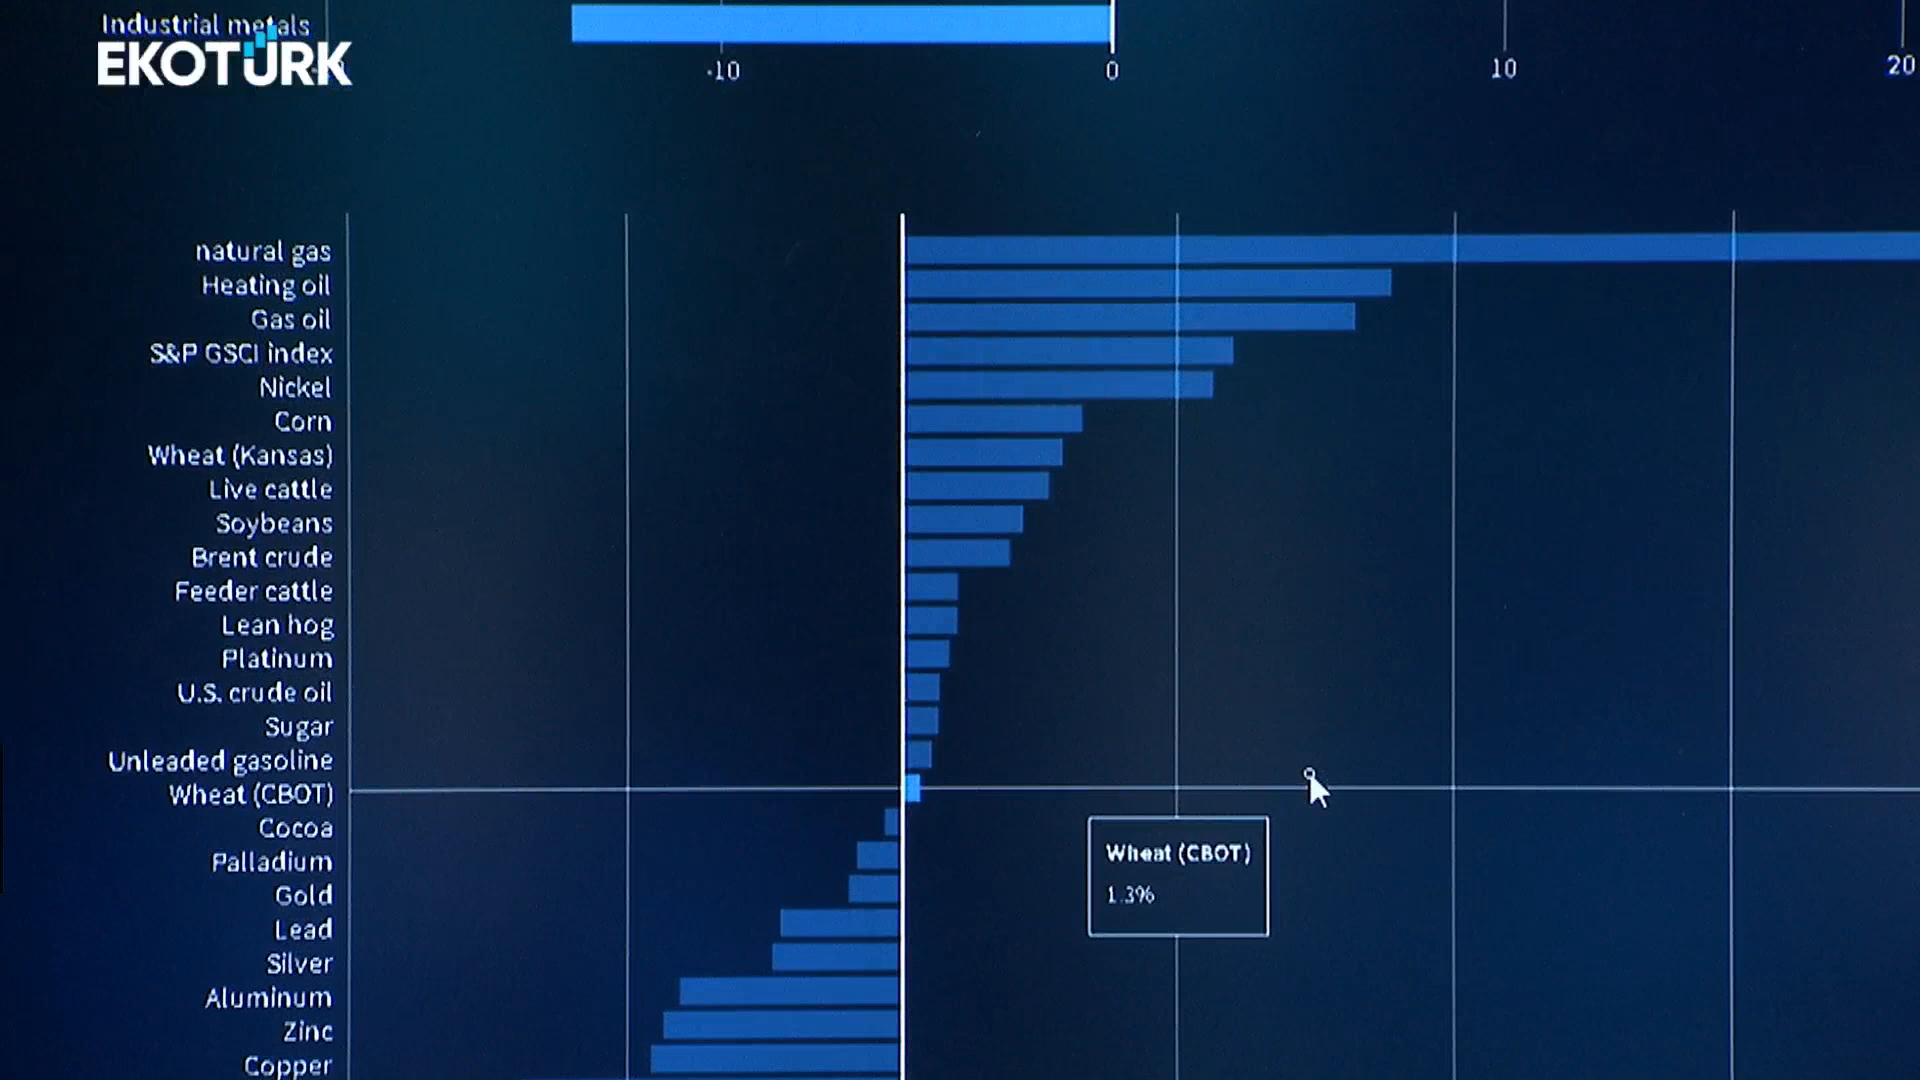 Industrial metals
EKOTÜRK
-10
0
10
20
natural gas
Heating oil
Gas oil
S&P GSCI index
Nickel
Corn
Wheat (Kansas)
Live cattle
Soybeans
Brent crude
Feeder cattle
Lean hog
Platinum
U.S. crude oil
Sugar
Unleaded gasoline
Wheat (CBOT)
Cocoa
Palladium
Gold
Lead
Silver
Aluminum
Zinc
Copper
Wheat (CBOT)
1.3%